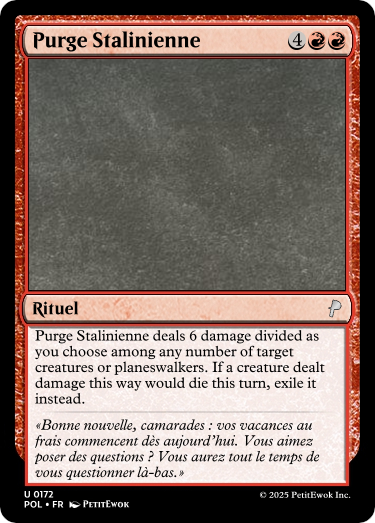 Purge Stalinienne 4
Rituel
Purge Stalinienne deals 6 damage divided as
you choose among any number of target
creatures or planeswalkers. If a creature dealt
damage this way would die this turn, exile it
instead.
«Bonne nouvelle, camarades : vos vacances au
frais commencent dès aujourd'hui. Vous aimez
poser des questions ? Vous aurez tout le temps de
vous questionner là-bas.»
U 0172
POL • FR PetitEwok
© 2025 PetitEwok Inc.